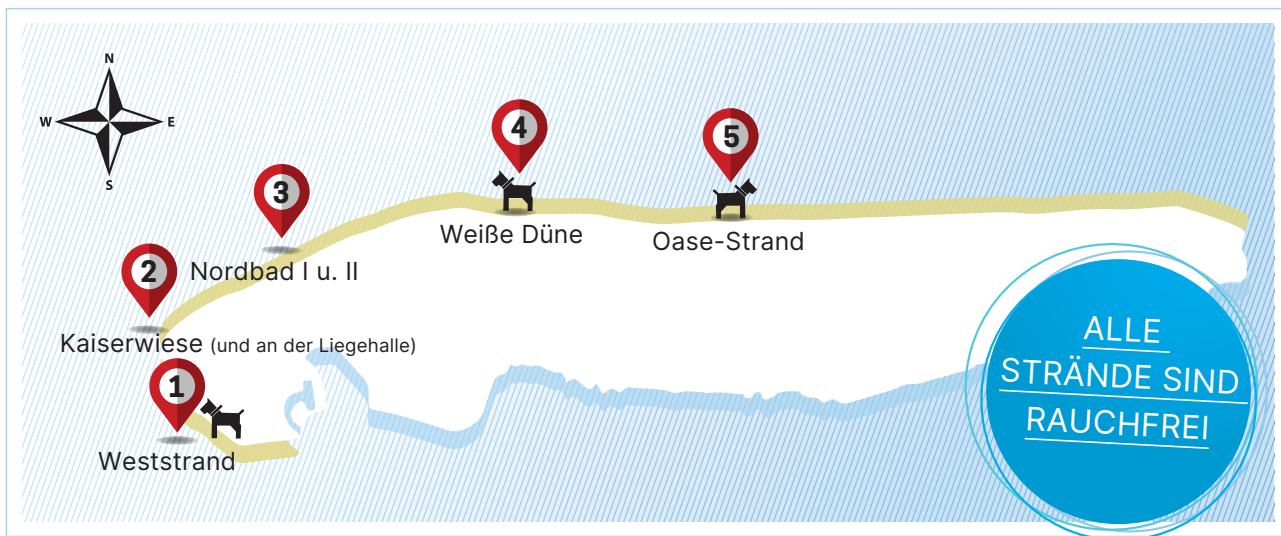 N
W E
S
4
5
3
Weiße Düne
Oase-Strand
2
Nordbad I u. II
Kaiserwiese (und an der Liegehalle)
1
Weststrand
ALLE
STRÄNDE SIND
RAUCHFREI